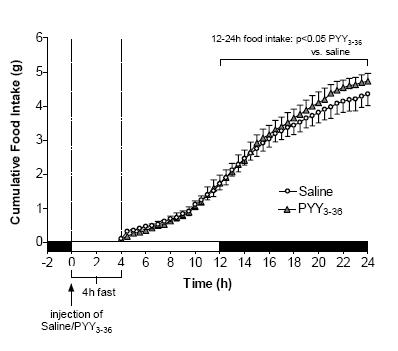 12-24h food intake: p<0.05 PYY3-36
vs. saline
Cumulative Food Intake (g)
6
5
4
3
2
1
0
Saline
PYY3-36
-2 0 2 4 6 8 10 12 14 16 18 20 22 24
4h fast
Time (h)
injection of
Saline/PYY3-36